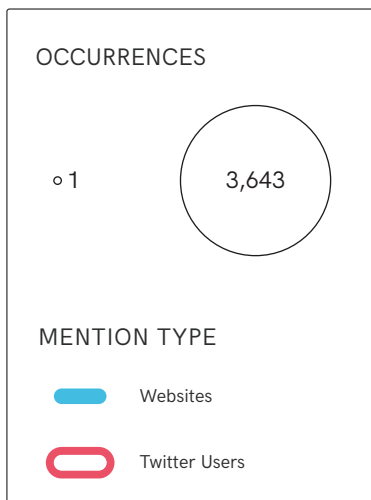 OCCURRENCES
1
3,643
MENTION TYPE
Websites
Twitter Users